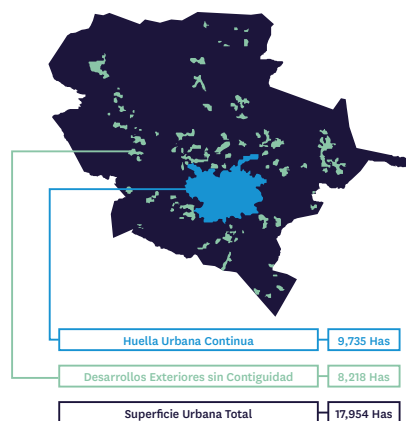 Huella Urbana Continua 9,735 Has
Desarrollos Exteriores sin Contiguidad 8,218 Has
Superficie Urbana Total 17,954 Has